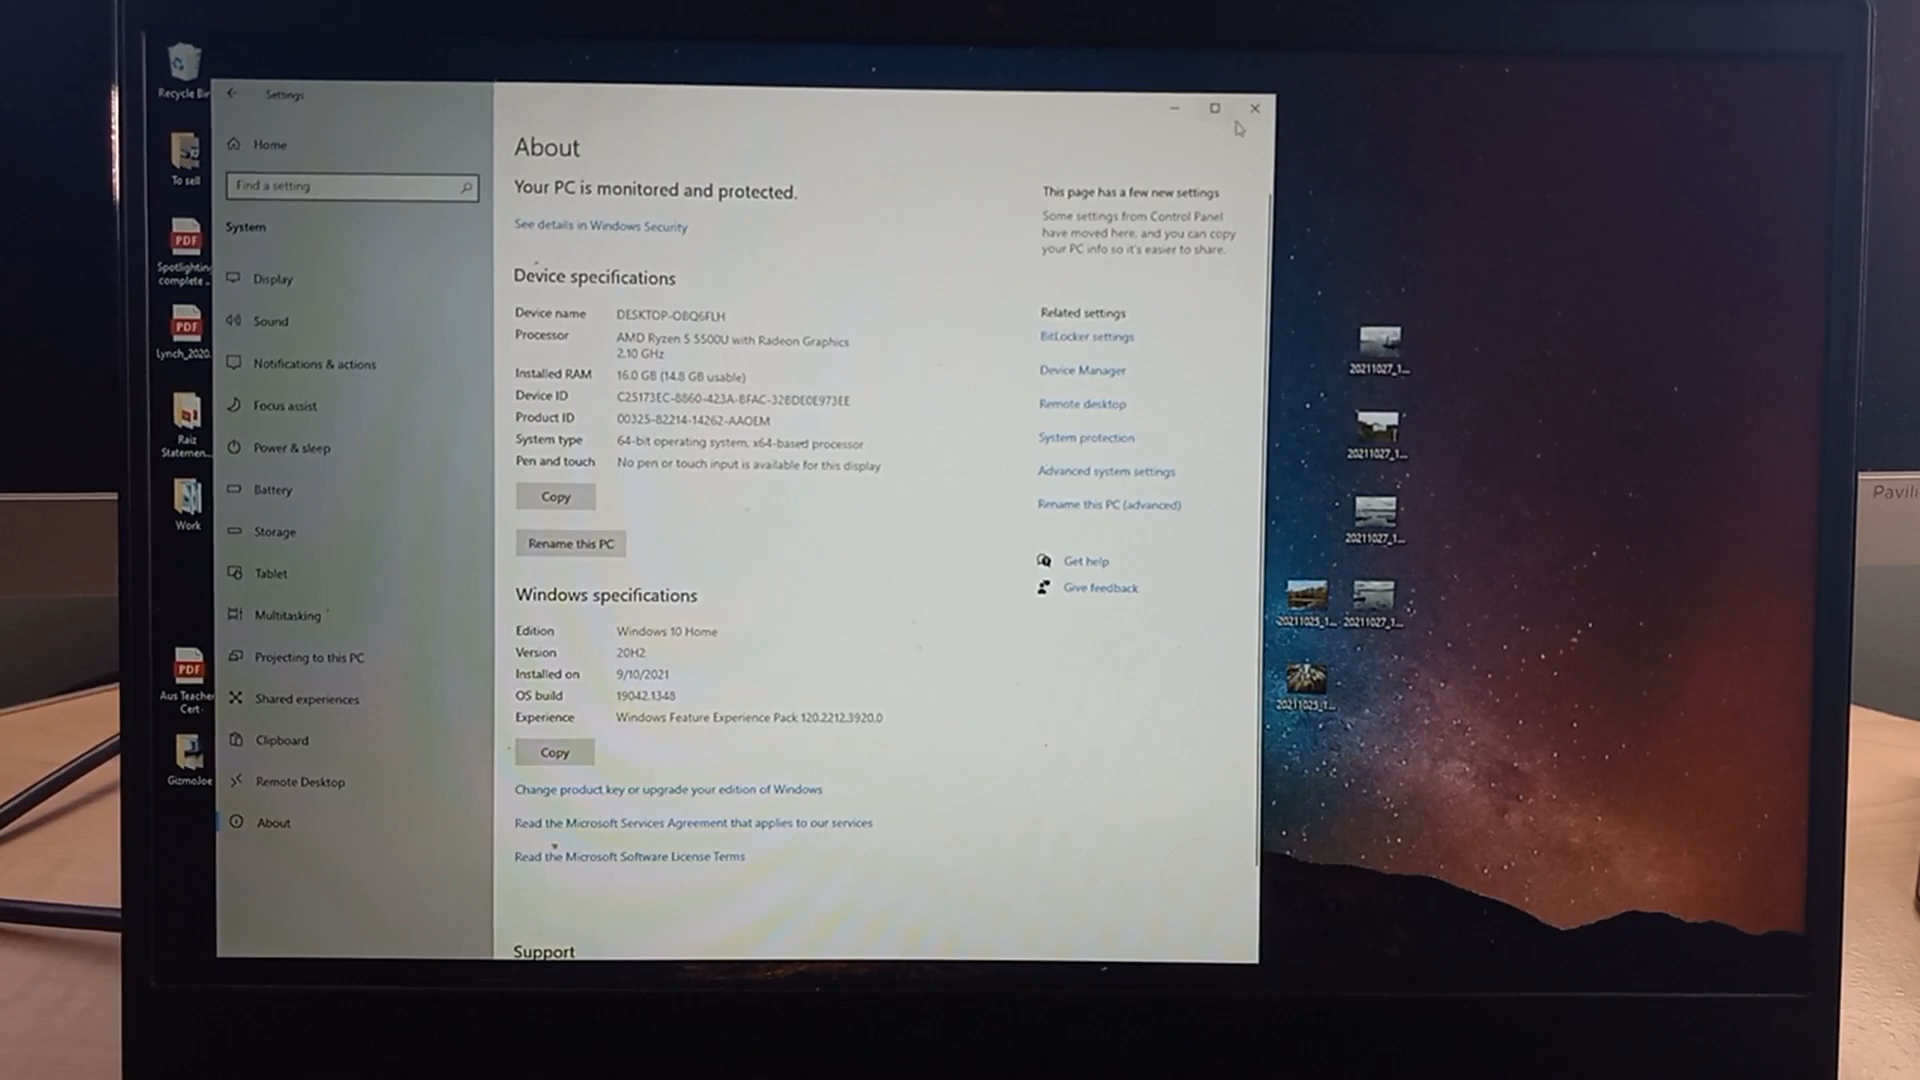 Recycle Bin
To sell
Spotlighting
complete ..
Lynch_2020.
Raiz
Statemen...
Work
Aus Teacher
Cert
GizmoJoe
Settings
Home
Find a setting
System
Display
Sound
Notifications & actions
Focus assist
Power & sleep
Battery
Storage
Tablet
Multitasking
Projecting to this PC
Shared experiences
Clipboard
Remote Desktop
About
About
Your PC is monitored and protected.
See details in Windows Security
Device specifications
Device name DESKTOP-OBQ6FLH
Processor AMD Ryzen 5 5500U with Radeon Graphics
2.10 GHz
Installed RAM 16.0 GB (14.8 GB usable)
Device ID C25173EC-8860-423A-BFAC-32BDE0E973EE
Product ID 00325-82214-14262-AAOEM
System type 64-bit operating system, x64-based processor
Pen and touch No pen or touch input is available for this display
Copy
Rename this PC
Windows specifications
Edition Windows 10 Home
Version 20H2
Installed on 9/10/2021
OS build 19042.1348
Experience Windows Feature Experience Pack 120.2212.3920.0
Copy
Change product key or upgrade your edition of Windows
Read the Microsoft Services Agreement that applies to our services
Read the Microsoft Software License Terms
Support
This page has a few new settings
Some settings from Control Panel
have moved here, and you can copy
your PC info so it's easier to share.
Related settings
BitLocker settings
Device Manager
Remote desktop
System protection
Advanced system settings
Rename this PC (advanced)
Get help
Give feedback
20211027_1...
20211027_1...
20211027_1...
20211025_1... 20211027_1...
20211025_1...
Pavili
PDF
PDF
PDF